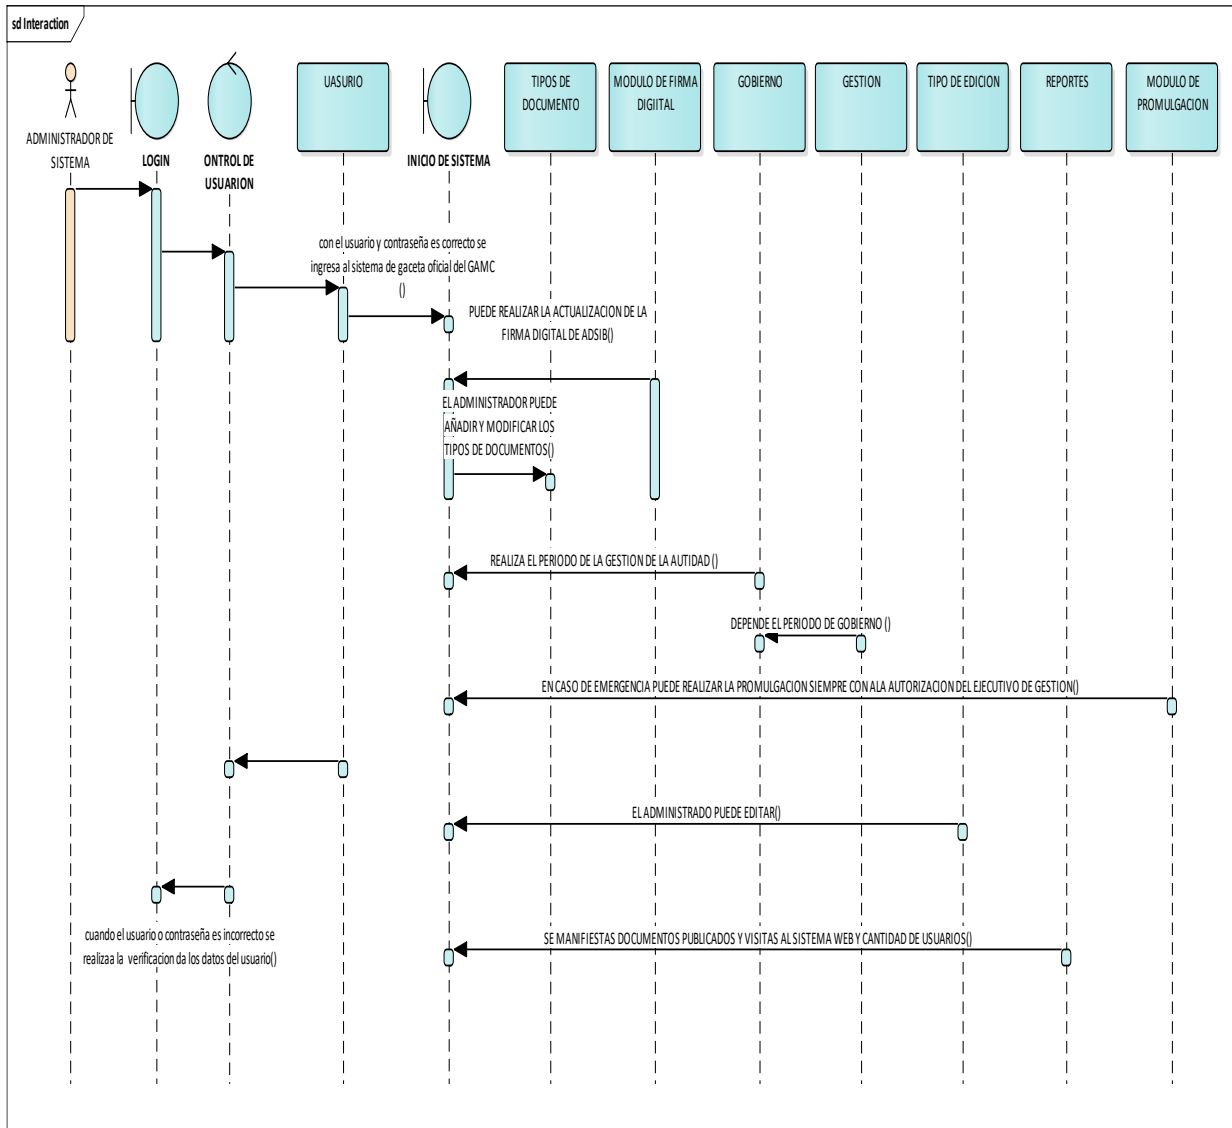 sd Interaction
ADMINISTRADOR DE
SISTEMA
LOGIN
ONTROL DE
USUARION
UASURIO
INICIO DE SISTEMA
TIPOS DE
DOCUMENTO
MODULO DE FIRMA
DIGIITAL
GOBIERNO
GESTION
TIPO DE EDICION
REPORTES
MODULO DE
PROMULGACION
con el usuario y contraseña es correcto se
ingresa al sistema de gaceta oficial del GAMC
()
PUEDE REALIZAR LA ACTUALIZACION DE LA
FIRMA DIGITAL DE ADSIB()
EL ADMINISTRADOR PUEDE
AÑADIR Y MODIFICAR LOS
TIPOS DE DOCUMENTOS()
REALIZA EL PERIODO DE LA GESTION DE LA AUTIDAD ()
DEPENDE EL PERIODO DE GOBIERNO ()
EN CASO DE EMERGENCIA PUEDE REALIZAR LA PROMULGACION SIEMPRE CON ALA AUTORIZACION DEL EJECUTIVO DE GESTION()
EL ADMINISTRADO PUEDE EDITAR()
cuando el usuario o contraseña es incorrecto se
realizaa la verificacion da los datos del usuario()
SE MANIFIESTAS DOCUMENTOS PUBLICADOS Y VISITAS AL SISTEMA WEB Y CANTIDAD DE USUARIOS()